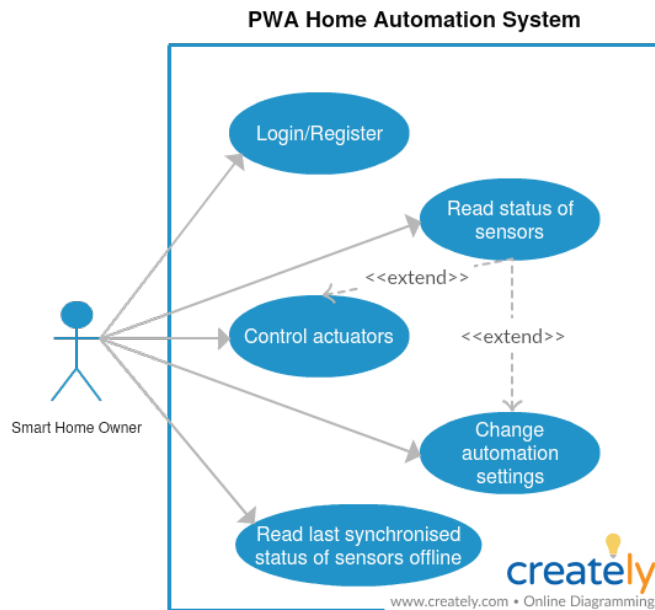 PWA Home Automation System
Login/Register
Read status of
sensors
<<extend>>
Control actuators
<<extend>>
Smart Home Owner
Change
automation
settings
Read last synchronised
status of sensors offline
creately
www.creately.com • Online Diagramming